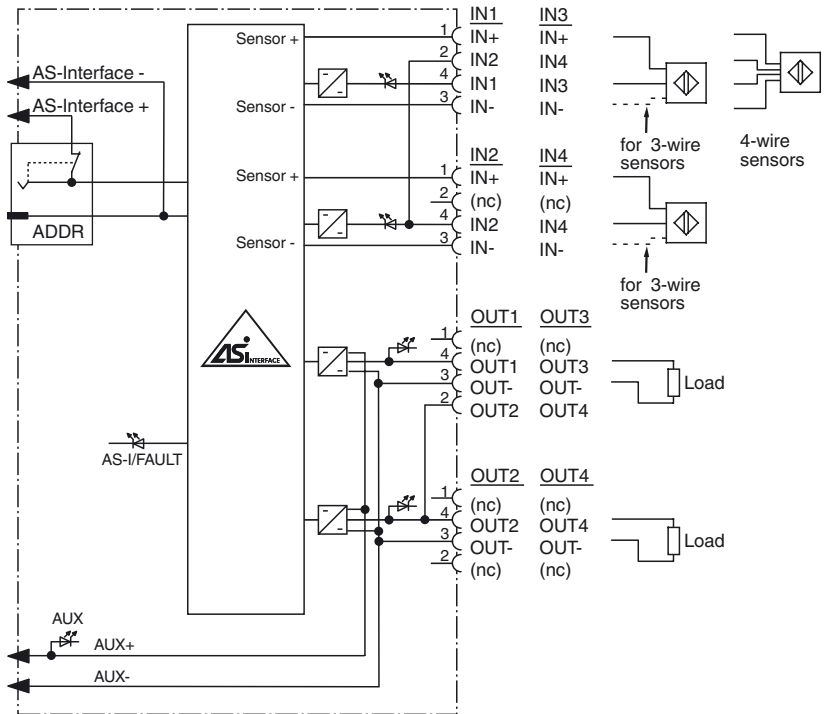 AS-Interface -
AS-Interface +
ADDR
Sensor +
Sensor -
Sensor +
Sensor -
ASi INTERFACE
AS-I/FAULT
AUX
AUX+
AUX-
IN1 IN3
1 IN+ IN+
2 IN2 IN4
4 IN1 IN3
3 IN- IN-
for 3-wire
sensors
4-wire
sensors
IN2 IN4
1 IN+ IN+
2 (nc) (nc)
4 IN2 IN4
3 IN- IN-
for 3-wire
sensors
OUT1 OUT3
1 (nc) (nc)
4 OUT1 OUT3
3 OUT- OUT-
2 OUT2 OUT4
Load
OUT2 OUT4
1 (nc) (nc)
4 OUT2 OUT4
3 OUT- OUT-
2 (nc) (nc)
Load